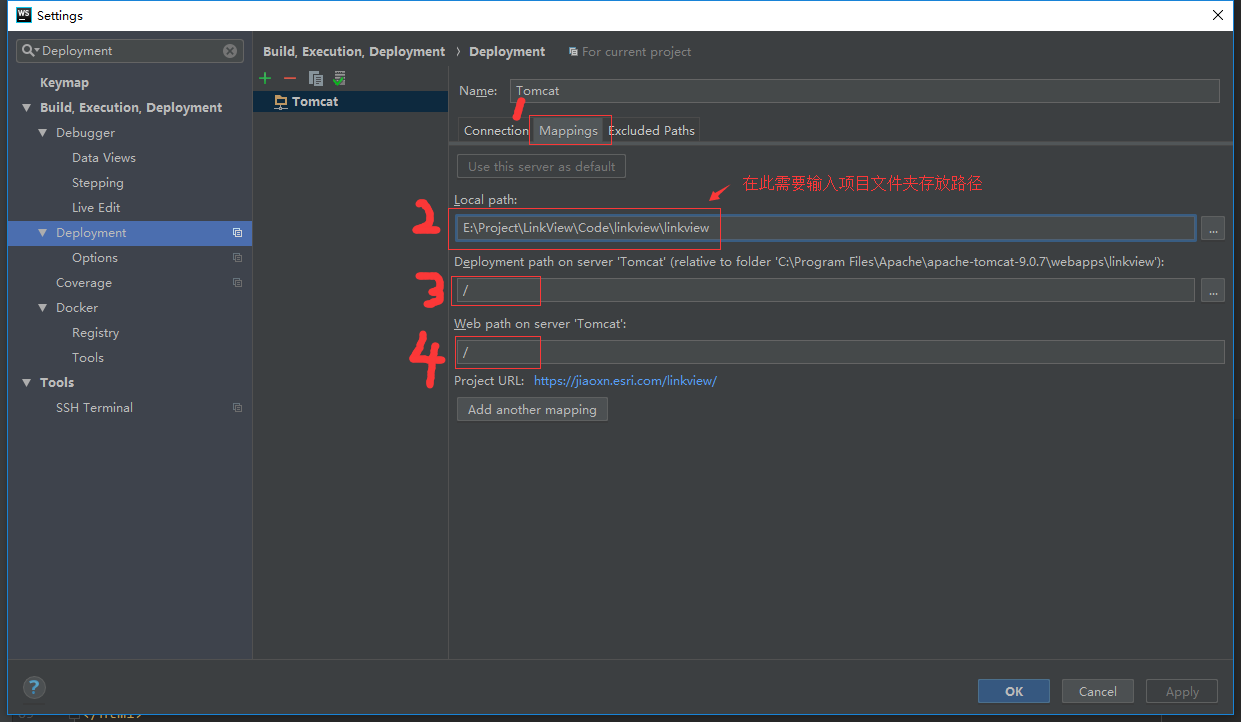 WS Settings
Deployment
Keymap
Build, Execution, Deployment
Debugger
Data Views
Stepping
Live Edit
Deployment
Options
Coverage
Docker
Registry
Tools
Tools
SSH Terminal
Build, Execution, Deployment › Deployment For current project
Tomcat
Name: Tomcat
1
Connection Mappings Excluded Paths
Use this server as default
在此需要输入项目文件夹存放路径
Local path:
2 E:\Project\LinkView\Code\linkview\linkview ...
Deployment path on server 'Tomcat' (relative to folder 'C:\Program Files\Apache\apache-tomcat-9.0.7\webapps\linkview'):
3 / ...
Web path on server 'Tomcat':
4 /
Project URL: https://jiaoxn.esri.com/linkview/
Add another mapping
? OK Cancel Apply